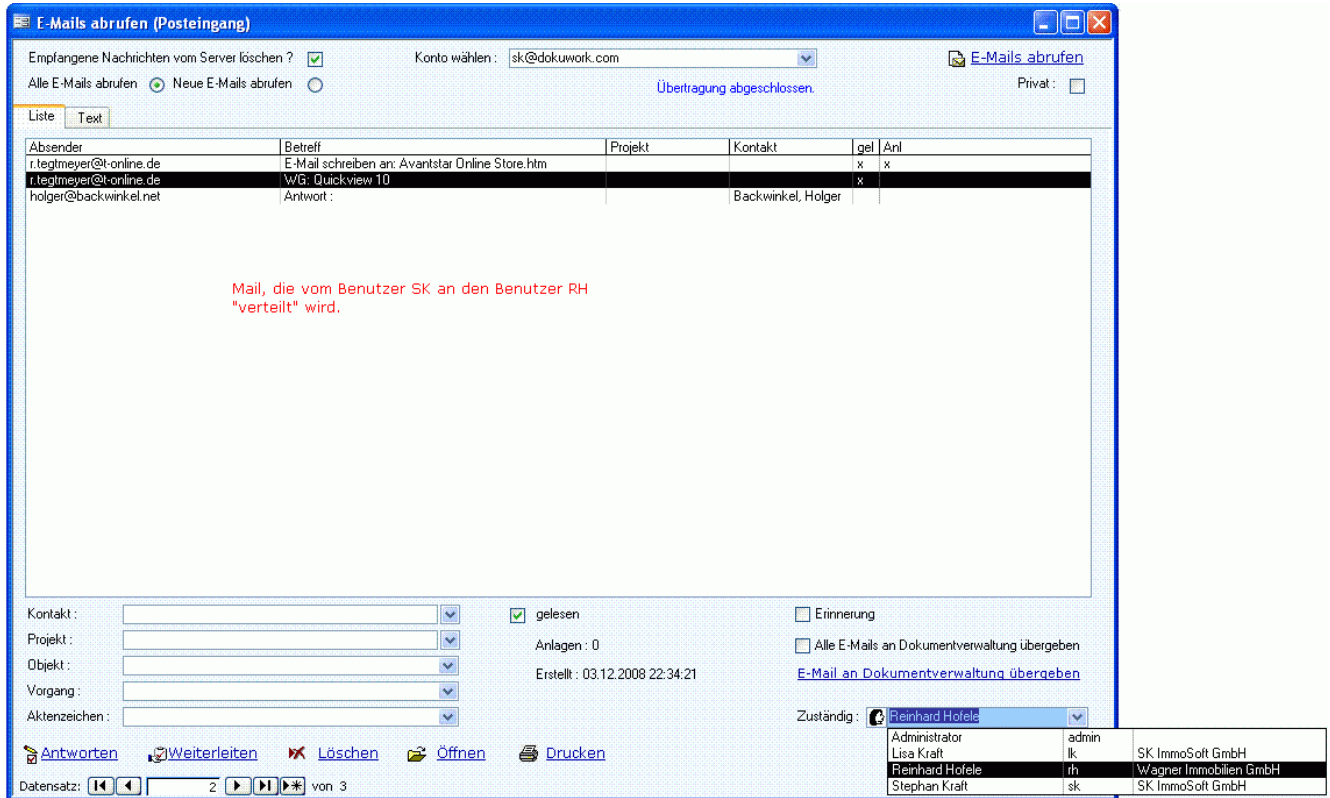 E-Mails abrufen (Posteingang)
Empfangene Nachrichten vom Server löschen ? Konto wählen : sk@dokuwork.com E-Mails abrufen
Alle E-Mails abrufen Neue E-Mails abrufen Übertragung abgeschlossen. Privat :
Liste Text
Absender Betreff Projekt Kontakt gel Anl
r.tegtmeyer@t-online.de E-Mail schreiben an: Avantstar Online Store.htm x x
r.tegtmeyer@t-online.de WG: Quickview 10 x
holger@backwinkel.net Antwort : Backwinkel, Holger
Mail, die vom Benutzer SK an den Benutzer RH
"verteilt" wird.
Kontakt : gelesen Erinnerung
Projekt : Anlagen : 0 Alle E-Mails an Dokumentverwaltung übergeben
Objekt : Erstellt : 03.12.2008 22:34:21 E-Mail an Dokumentverwaltung übergeben
Vorgang :
Aktenzeichen : Zuständig : Reinhard Hofele
Administrator admin
Antworten Weiterleiten Löschen Öffnen Drucken Lisa Kraft lk SK ImmoSoft GmbH
Reinhard Hofele rh Wagner Immobilien GmbH
Datensatz: 2 von 3 Stephan Kraft sk SK ImmoSoft GmbH